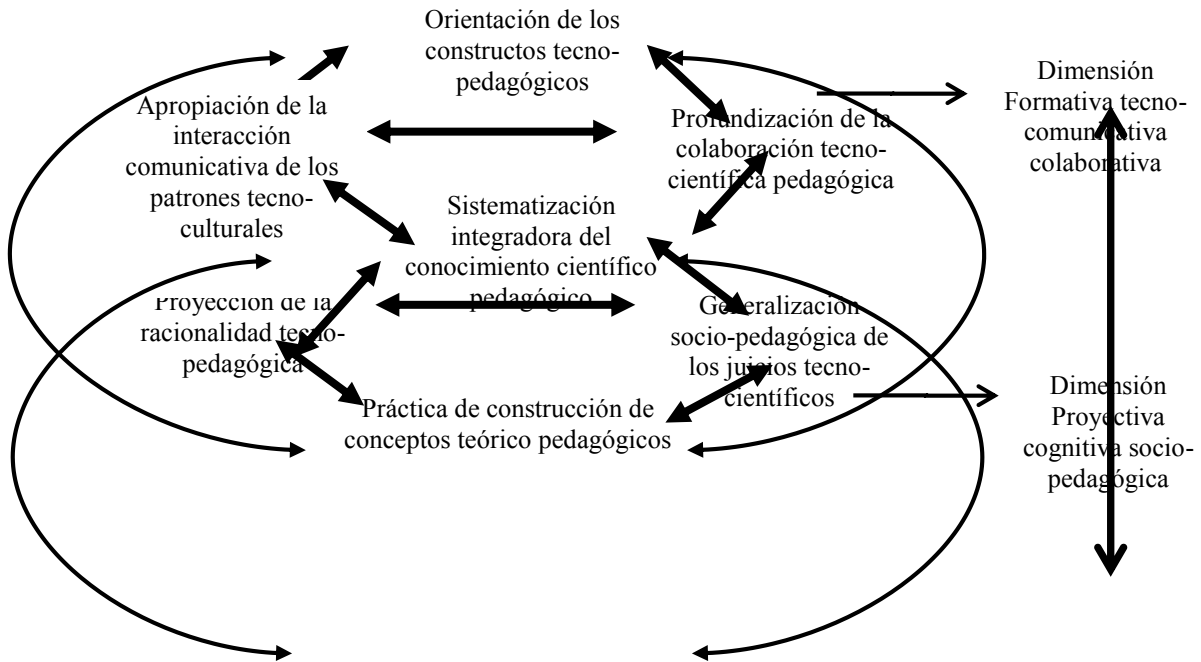 Orientación de los
constructos tecno-
pedagógicos
Apropiación de la
interacción
comunicativa de los
patrones tecno-
culturales
Profundización de la
colaboración tecno-
científica pedagógica
Dimensión
Formativa tecno-
comunicativa
colaborativa
Sistematización
integradora del
conocimiento científico
pedagógico
Proyección de la
racionalidad tecno-
pedagógica
Generalización
socio-pedagógica de
los juicios tecno-
científicos
Práctica de construcción de
conceptos teórico pedagógicos
Dimensión
Proyectiva
cognitiva socio-
pedagógica